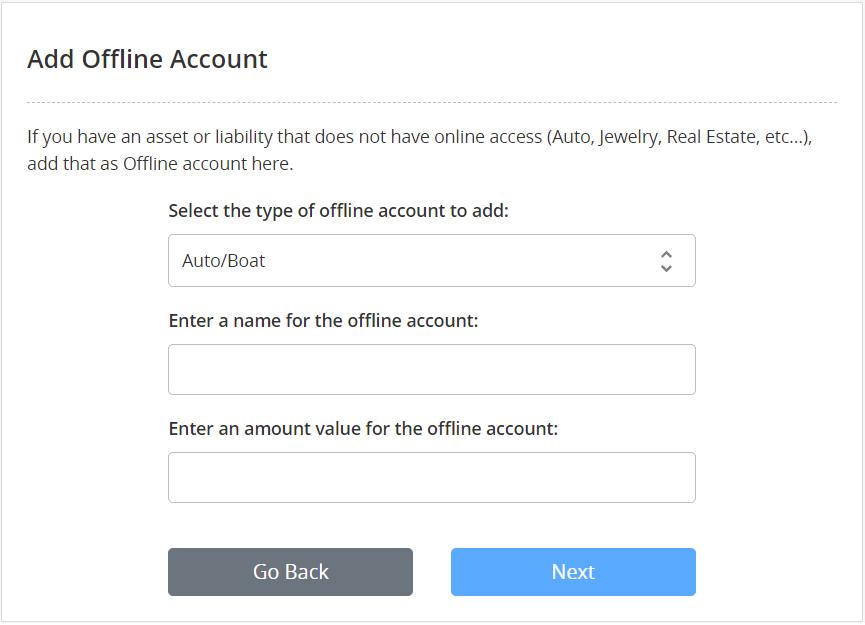 Add Offline Account
If you have an asset or liability that does not have online access (Auto, Jewelry, Real Estate, etc...),
add that as Offline account here.
Select the type of offline account to add:
Auto/Boat
Enter a name for the offline account:
Enter an amount value for the offline account:
Go Back
Next